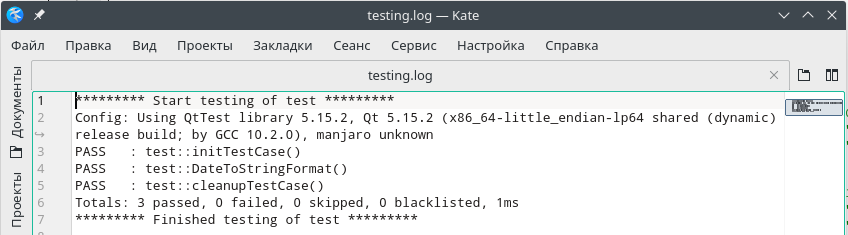 testing.log — Kate
Файл Правка Вид Проекты Закладки Сеанс Сервис Настройка Справка
testing.log
Документы
Проекты
1 ********* Start testing of test *********
2 Config: Using QtTest library 5.15.2, Qt 5.15.2 (x86_64-little_endian-lp64 shared (dynamic)
release build; by GCC 10.2.0), manjaro unknown
3 PASS   : test::initTestCase()
4 PASS   : test::DateToStringFormat()
5 PASS   : test::cleanupTestCase()
6 Totals: 3 passed, 0 failed, 0 skipped, 0 blacklisted, 1ms
7 ********* Finished testing of test *********
8